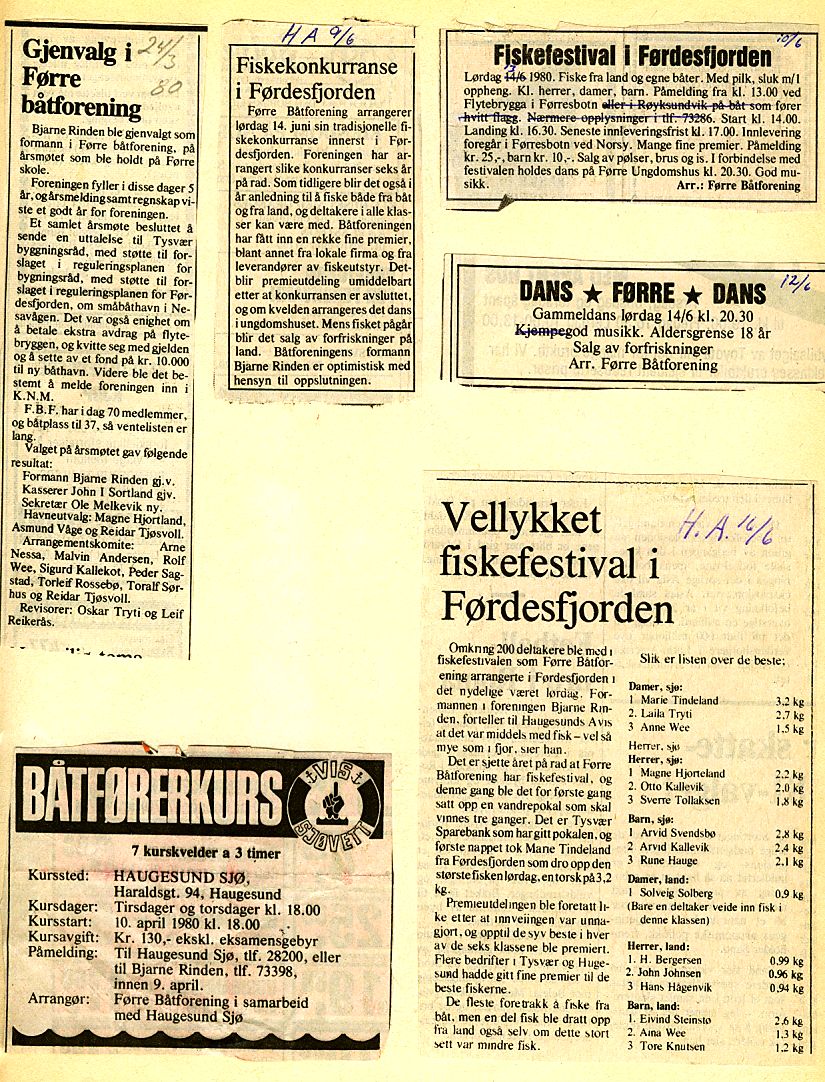 Gjenvalg i
Førre
båtforening
24/3
80
Bjarne Rinden ble gjenvalgt som
formann i Førre båtforening, på
årsmøtet som ble holdt på Førre
skole.
Foreningen fyller i disse dager 5
år, og årsmelding samt regnskap vi-
ste et godt år for foreningen.
Et samlet årsmøte besluttet å
sende en uttalelse til Tysvær
byggningsråd, med støtte til for-
slaget i reguleringsplanen for
bygningsråd, med støtte til for-
slaget i reguleringsplanen for Før-
desfjorden, om småbåthavn i Ne-
savågen. Det var også enighet om
å betale ekstra avdrag på flyte-
bryggen, og kvitte seg med gjelden
og å sette av et fond på kr. 10.000
til ny båthavn. Videre ble det be-
stemt å melde foreningen inn i
K.N.M.
F.B.F. har i dag 70 medlemmer,
og båtplass til 37, så ventelisten er
lang.
Valget på årsmøtet gav følgende
resultat:
Formann Bjarne Rinden gj.v.
Kasserer John I Sortland gjv.
Sekretær Ole Melkevik ny.
Havneutvalg: Magne Hjortland,
Asmund Våge og Reidar Tjøsvoll.
Arrangementskomite: Arne
Nessa, Malvin Andersen, Rolf
Wee, Sigurd Kallekot, Peder Sag-
stad, Torleif Rossebø, Toralf Sør-
hus og Reidar Tjøsvoll.
Revisorer: Oskar Tryti og Leif
Reikerås.
HA 9/6
Fiskekonkurranse
i Førdesfjorden
Førre Båtforening arrangerer
lørdag 14. juni sin tradisjonelle fi-
skekonkurranse innerst i Før-
desfjorden. Foreningen har ar-
rangert slike konkurranser seks år
på rad. Som tidligere blir det også i
år anledning til å fiske både fra båt
og fra land, og deltakere i alle klas-
ser kan være med. Båtforeningen
har fått inn en rekke fine premier,
blant annet fra lokale firma og fra
leverandører av fiskeutstyr. Det-
blir premieutdeling umiddelbart
etter at konkurransen er avsluttet,
og om kvelden arrangeres det dans
i ungdomshuset. Mens fisket pågår
blir det salg av forfriskninger på
land. Båtforeningens formann
Bjarne Rinden er optimistisk med
hensyn til oppslutningen.
10/6
Fiskefestival i Førdesfjorden
13
Lørdag 14/6 1980. Fiske fra land og egne båter. Med pilk, sluk m/1
oppheng. Kl. herrer, damer, barn. Påmelding fra kl. 13.00 ved
Flytebrygga i Førresbotn eller i Røyksundvik på båt som fører
hvitt flagg. Nærmere opplysninger i tlf. 73286. Start kl. 14.00.
Landing kl. 16.30. Seneste innleveringsfrist kl. 17.00. Innlevering
foregår i Førresbotn ved Norsy. Mange fine premier. Påmelding
kr. 25,-, barn kr. 10,-. Salg av pølser, brus og is. I forbindelse med
festivalen holdes dans på Førre Ungdomshus kl. 20.30. God mu-
sikk.
Arr.: Førre Båtforening
12/6
DANS ★ FØRRE ★ DANS
Gammeldans lørdag 14/6 kl. 20.30
Kjempegod musikk. Aldersgrense 18 år
Salg av forfriskninger
Arr. Førre Båtforening
Vellykket
fiskefestival i
Førdesfjorden
H.A. 16/6
Omkring 200 deltakere ble med i
fiskefestivalen som Førre Båtfor-
ening arrangerte i Førdesfjorden i
det nydelige været lørdag. For-
mannen i foreningen Bjarne Rin-
den, forteller til Haugesunds Avis
at det var middels med fisk – vel så
mye som i fjor, sier han.
Det er sjette året på rad at Førre
Båtforening har fiskefestival, og
denne gang ble det for første gang
satt opp en vandrepokal som skal
vinnes tre ganger. Det er Tysvær
Sparebank som har gitt pokalen, og
første nappet tok Marie Tindeland
fra Førdesfjorden som dro opp den
største fisken lørdag, en torsk på 3,2
kg.
Premieutdelingen ble foretatt li-
ke etter at innveiingen var unna-
gjort, og opptil de syv beste i hver
av de seks klassene ble premiert.
Flere bedrifter i Tysvær og Huge-
sund hadde gitt fine premier til de
beste fiskerne.
De fleste foretrakk å fiske fra
båt, men en del fisk ble dratt opp
fra land også selv om dette stort
sett var mindre fisk.
Slik er listen over de beste:
Damer, sjø:
1 Marie Tindeland 3,2 kg
2. Laila Tryti 2,7 kg
3 Anne Wee 1,5 kg
Herrer, sjø
Herrer, sjø:
1 Magne Hjorteland 2,2 kg
2. Otto Kallevik 2,0 kg
3 Sverre Tollaksen 1,8 kg
Barn, sjø:
1 Arvid Svendsbø 2,8 kg
2 Arvid Kallevik 2,4 kg
3 Rune Hauge 2,1 kg
Damer, land:
1 Solveig Solberg 0,9 kg
(Bare en deltaker veide inn fisk i
denne klassen)
Herrer, land:
1. H. Bergersen 0,99 kg
2. John Johnsen 0,96 kg
3 Hans Hågenvik 0,94 kg
Barn, land:
1. Eivind Steinstø 2,6 kg
2. Aina Wee 1,3 kg
3 Tore Knutsen 1,2 kg
BÅTFØRERKURS
VIST
SJØVETT
7 kurskvelder a 3 timer
Kurssted: HAUGESUND SJØ,
Haraldsgt. 94, Haugesund
Kursdager: Tirsdager og torsdager kl. 18.00
Kursstart: 10. april 1980 kl. 18.00
Kursavgift: Kr. 130,- ekskl. eksamensgebyr
Påmelding: Til Haugesund Sjø, tlf. 28200, eller
til Bjarne Rinden, tlf. 73398,
innen 9. april.
Arrangør: Førre Båtforening i samarbeid
med Haugesund Sjø